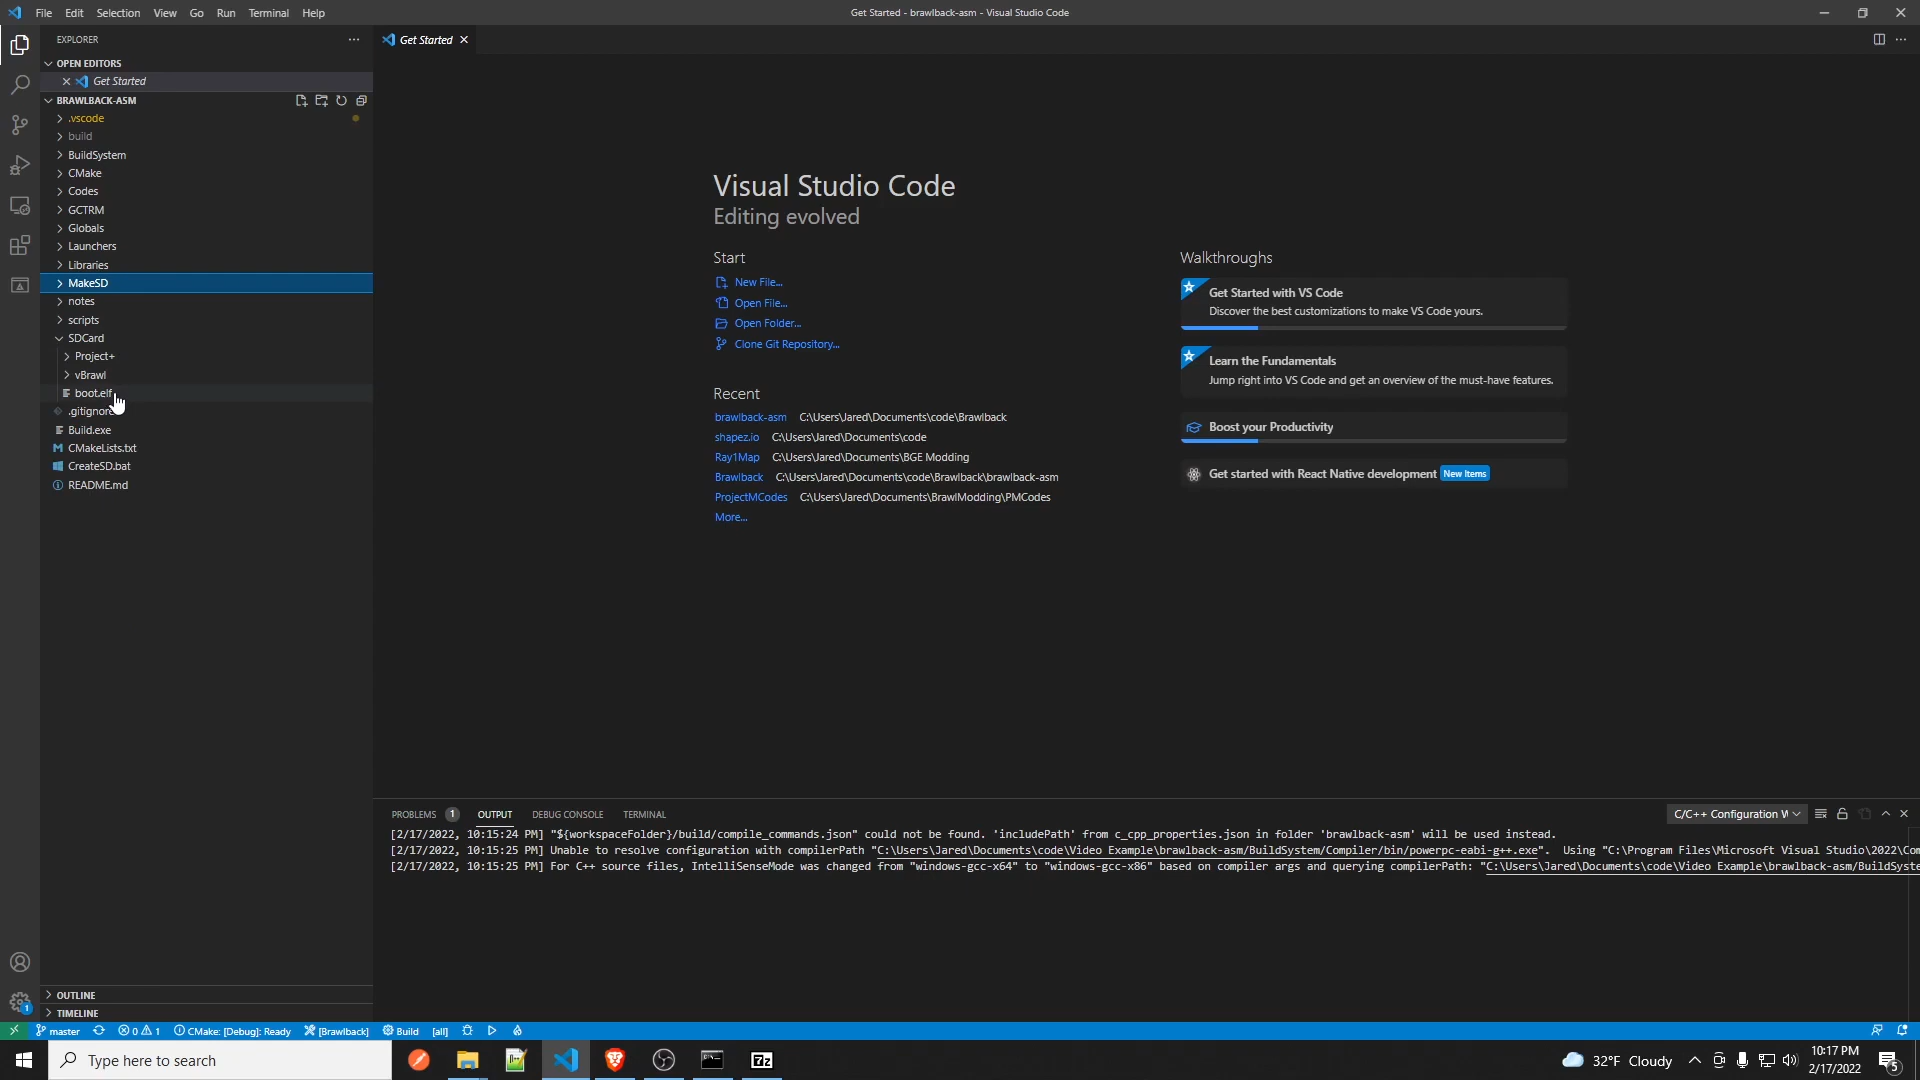 File Edit Selection View Go Run Terminal Help
Get Started - brawlback-asm - Visual Studio Code
EXPLORER
Get Started
OPEN EDITORS
Get Started
BRAWLBACK-ASM
.vscode
build
BuildSystem
CMake
Codes
GCTRM
Globals
Launchers
Libraries
MakeSD
notes
scripts
SDCard
Project+
vBrawl
boot.elf
.gitignore
Build.exe
CMakeLists.txt
CreateSD.bat
README.md
Visual Studio Code
Editing evolved
Start
New File...
Open File...
Open Folder...
Clone Git Repository...
Recent
brawlback-asm C:\Users\Jared\Documents\code\Brawlback
shapez.io C:\Users\Jared\Documents\code
Ray1Map C:\Users\Jared\Documents\BGE Modding
Brawlback C:\Users\Jared\Documents\code\Brawlback\brawlback-asm
ProjectMCodes C:\Users\Jared\Documents\BrawlModding\PMCodes
More...
Walkthroughs
Get Started with VS Code
Discover the best customizations to make VS Code yours.
Learn the Fundamentals
Jump right into VS Code and get an overview of the must-have features.
Boost your Productivity
Get started with React Native development New Items
PROBLEMS 1 OUTPUT DEBUG CONSOLE TERMINAL
C/C++ Configuration W
[2/17/2022, 10:15:24 PM] "${workspaceFolder}/build/compile_commands.json" could not be found. 'includePath' from c_cpp_properties.json in folder 'brawlback-asm' will be used instead.
[2/17/2022, 10:15:25 PM] Unable to resolve configuration with compilerPath "C:\Users\Jared\Documents\code\Video Example\brawlback-asm/BuildSystem/Compiler/bin/powerpc-eabi-g++.exe". Using "C:\Program Files\Microsoft Visual Studio\2022\Com
[2/17/2022, 10:15:25 PM] For C++ source files, IntelliSenseMode was changed from "windows-gcc-x64" to "windows-gcc-x86" based on compiler args and querying compilerPath: "C:\Users\Jared\Documents\code\Video Example\brawlback-asm/BuildSyste
OUTLINE
TIMELINE
1
master 0 1 CMake: [Debug]: Ready [Brawlback] Build [all]
Type here to search
7z
32°F Cloudy
10:17 PM
2/17/2022
5